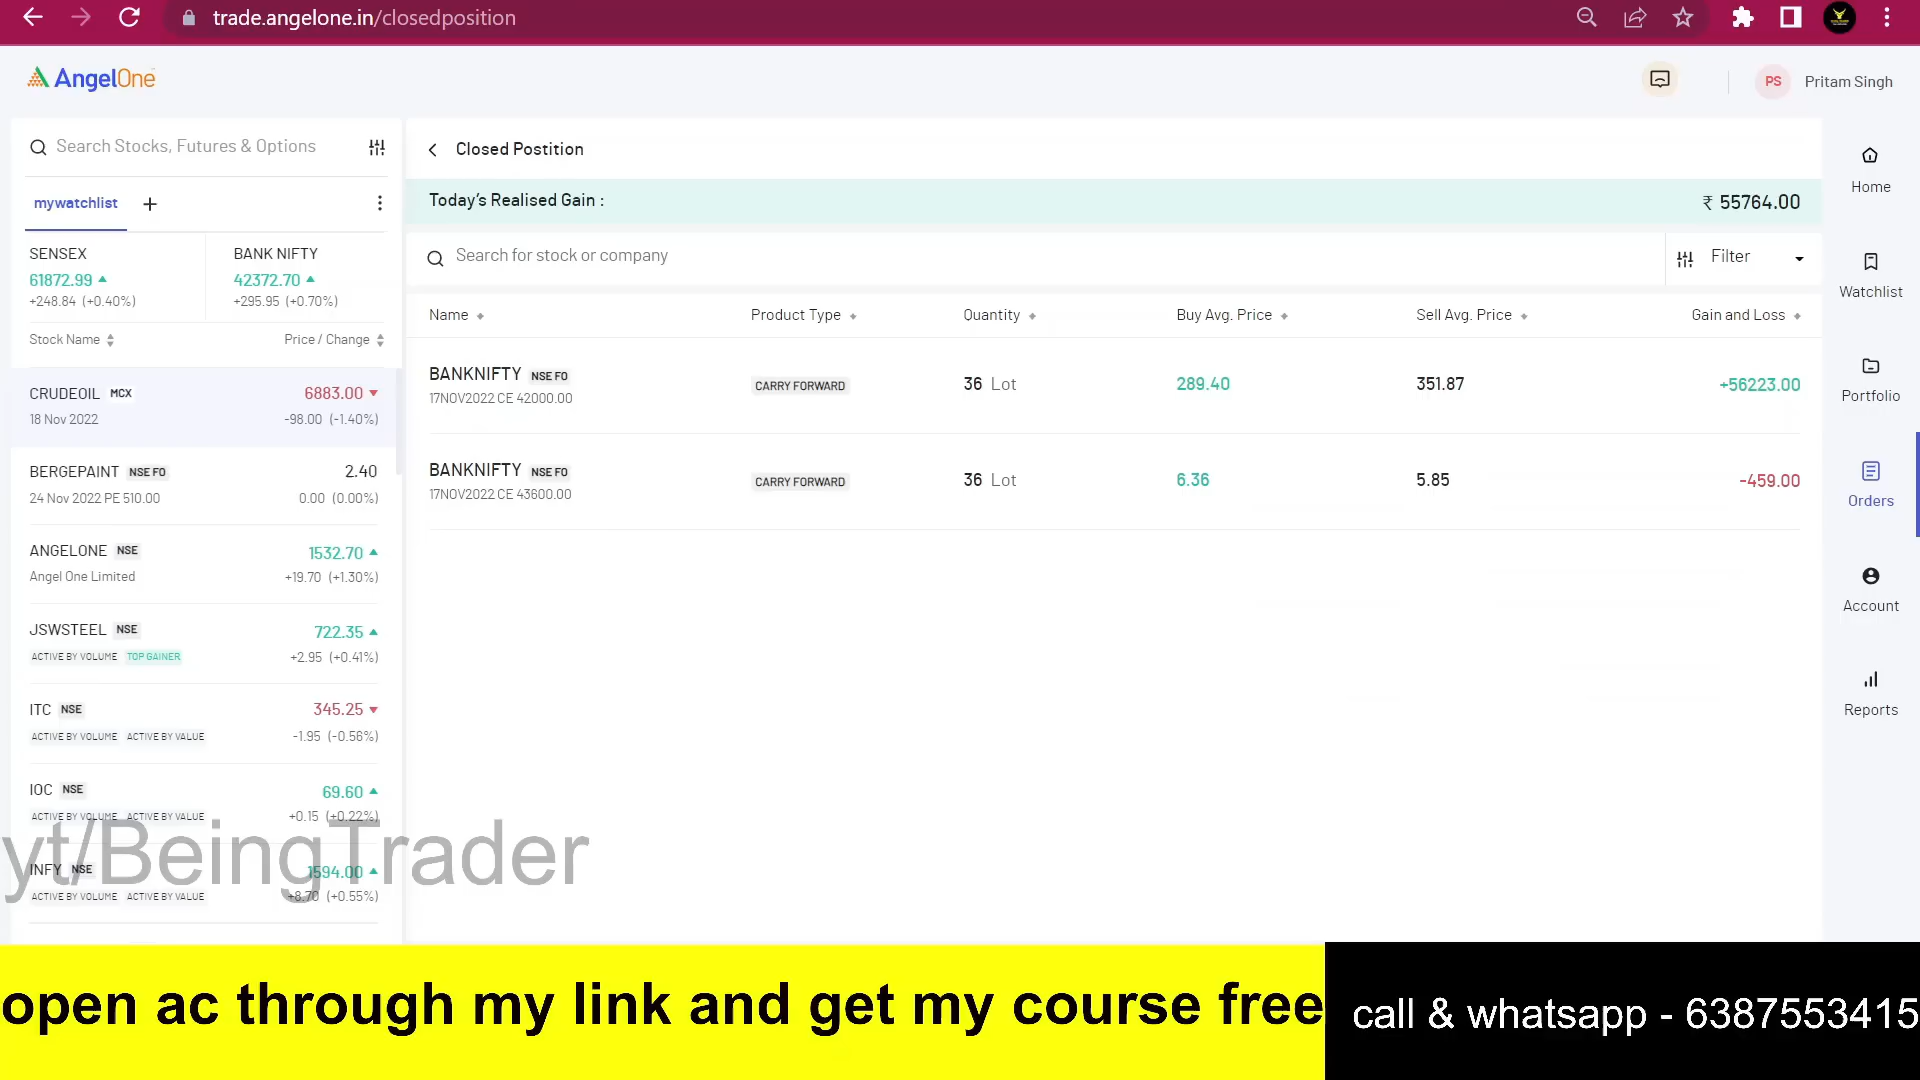 trade.angelone.in/closedposition
AngelOne
PS Pritam Singh
Search Stocks, Futures & Options
mywatchlist +
SENSEX
61872.99
+248.84 (+0.40%)
BANK NIFTY
42372.70
+295.95 (+0.70%)
Stock Name Price / Change
CRUDEOIL MCX 6883.00
18 Nov 2022 -98.00 (-1.40%)
BERGEPAINT NSE FO 2.40
24 Nov 2022 PE 510.00 0.00 (0.00%)
ANGELONE NSE 1532.70
Angel One Limited +19.70 (+1.30%)
JSWSTEEL NSE 722.35
ACTIVE BY VOLUME TOP GAINER +2.95 (+0.41%)
ITC NSE 345.25
ACTIVE BY VOLUME ACTIVE BY VALUE -1.95 (-0.56%)
IOC NSE 69.60
ACTIVE BY VOLUME ACTIVE BY VALUE +0.15 (+0.22%)
INFY NSE 1594.00
ACTIVE BY VOLUME ACTIVE BY VALUE +8.70 (+0.55%)
yt/BeingTrader
Closed Postition
Today's Realised Gain : ₹ 55764.00
Search for stock or company Filter
Name Product Type Quantity Buy Avg. Price Sell Avg. Price Gain and Loss
BANKNIFTY NSE FO CARRY FORWARD 36 Lot 289.40 351.87 +56223.00
17NOV2022 CE 42000.00
BANKNIFTY NSE FO CARRY FORWARD 36 Lot 6.36 5.85 -459.00
17NOV2022 CE 43600.00
Home
Watchlist
Portfolio
Orders
Account
Reports
open ac through my link and get my course free
call & whatsapp - 6387553415